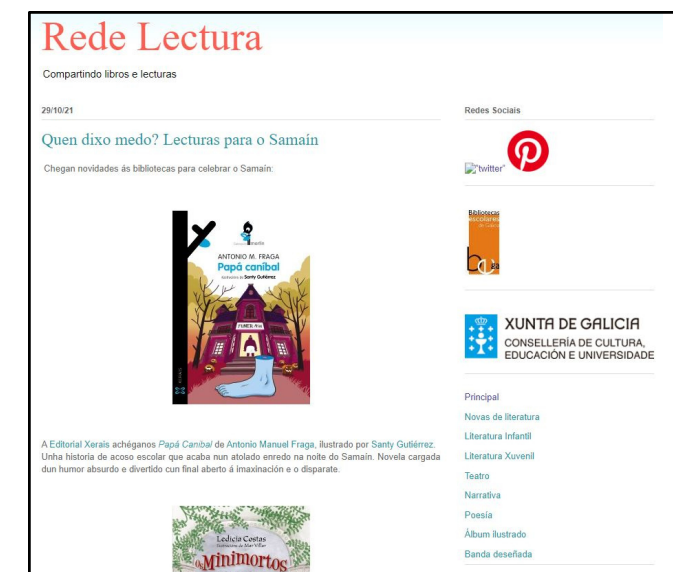 Rede Lectura
Compartindo libros e lecturas
29/10/21
Quen dixo medo? Lecturas para o Samaín
Chegan novidades ás bibliotecas para celebrar o Samaín:
ANTONIO M. FRAGA
Papá caníbal
Santy Gutiérrez
A Editorial Xerais achéganos Papá Canibal de Antonio Manuel Fraga, ilustrado por Santy Gutiérrez.
Unha historia de acoso escolar que acaba nun atolado enredo na noite do Samaín. Novela cargada
dun humor absurdo e divertido cun final aberto á imaxinación e o disparate.
Ledicia Costas
Os Minimortos
Redes Sociais
"twitter"
Bibliotecas
escolares
de Galicia
XUNTA DE GALICIA
CONSELLERÍA DE CULTURA,
EDUCACIÓN E UNIVERSIDADE
Principal
Novas de literatura
Literatura Infantil
Literatura Xuvenil
Teatro
Narrativa
Poesía
Álbum ilustrado
Banda deseñada